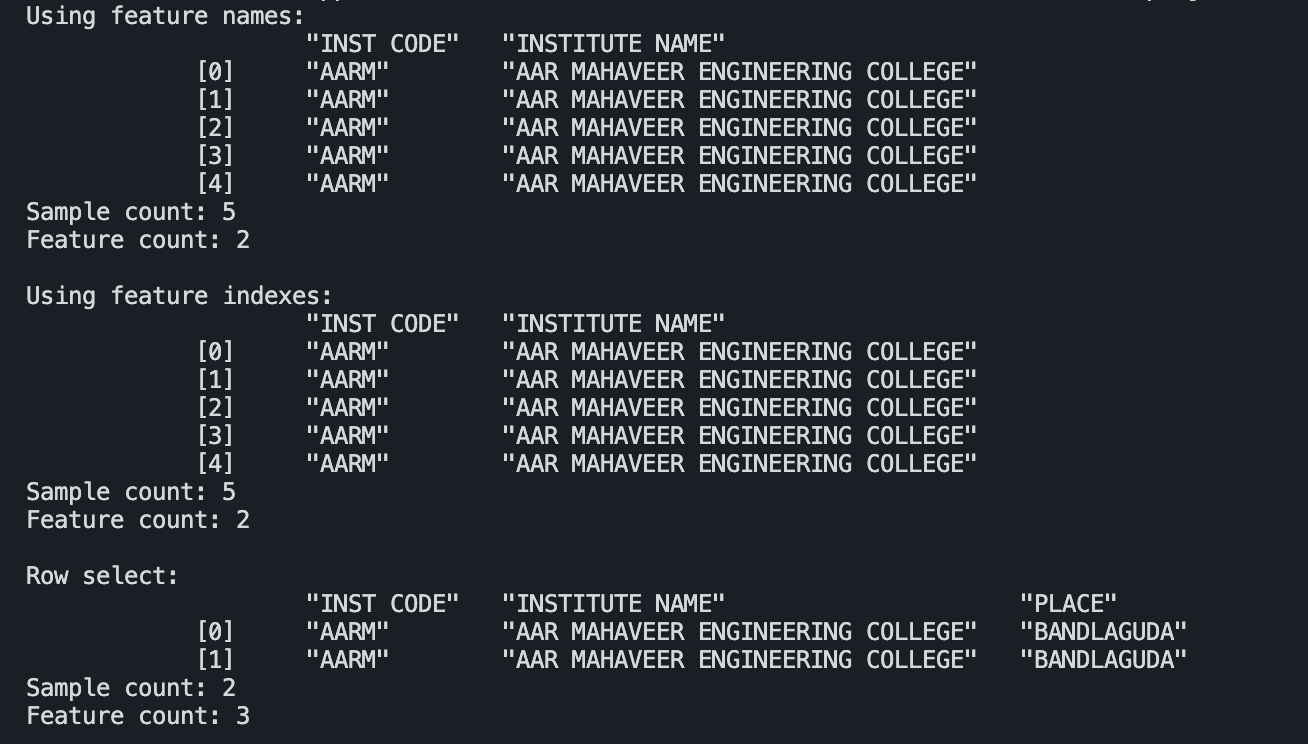 Using feature names:
"INST CODE" "INSTITUTE NAME"
[0] "AARM" "AAR MAHAVEER ENGINEERING COLLEGE"
[1] "AARM" "AAR MAHAVEER ENGINEERING COLLEGE"
[2] "AARM" "AAR MAHAVEER ENGINEERING COLLEGE"
[3] "AARM" "AAR MAHAVEER ENGINEERING COLLEGE"
[4] "AARM" "AAR MAHAVEER ENGINEERING COLLEGE"
Sample count: 5
Feature count: 2
Using feature indexes:
"INST CODE" "INSTITUTE NAME"
[0] "AARM" "AAR MAHAVEER ENGINEERING COLLEGE"
[1] "AARM" "AAR MAHAVEER ENGINEERING COLLEGE"
[2] "AARM" "AAR MAHAVEER ENGINEERING COLLEGE"
[3] "AARM" "AAR MAHAVEER ENGINEERING COLLEGE"
[4] "AARM" "AAR MAHAVEER ENGINEERING COLLEGE"
Sample count: 5
Feature count: 2
Row select:
"INST CODE" "INSTITUTE NAME" "PLACE"
[0] "AARM" "AAR MAHAVEER ENGINEERING COLLEGE" "BANDLAGUDA"
[1] "AARM" "AAR MAHAVEER ENGINEERING COLLEGE" "BANDLAGUDA"
Sample count: 2
Feature count: 3